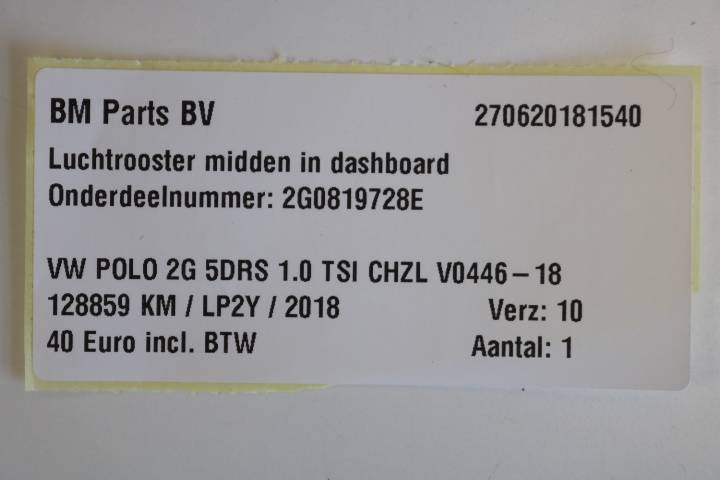 BM Parts BV 270620181540
Luchtrooster midden in dashboard
Onderdeelnummer: 2G0819728E
VW POLO 2G 5DRS 1.0 TSI CHZL V0446-18
128859 KM / LP2Y / 2018 Verz: 10
40 Euro incl. BTW Aantal: 1